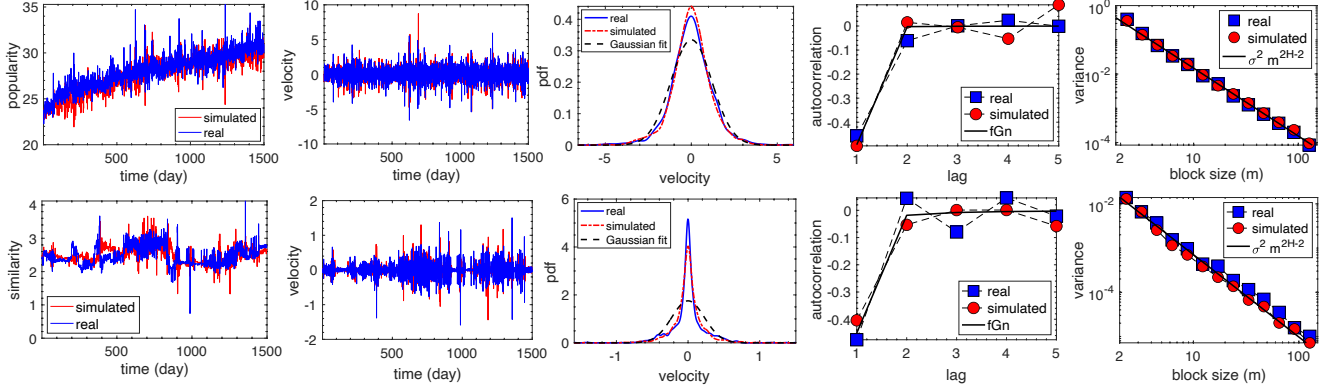 35
30
25
20
popularity
simulated
real
500
1000
1500
time (day)
10
5
0
-5
-10
velocity
500
1000
1500
time (day)
0.4
0.3
0.2
0.1
0
pdf
real
simulated
Gaussian fit
-5
0
5
velocity
0
-0.1
-0.2
-0.3
-0.4
autocorrelation
real
simulated
fGn
1
2
3
4
5
lag
10^0
10^-2
10^-4
variance
real
simulated
σ^2 m^2H-2
2
10
100
block size (m)
4
3
2
1
0
similarity
simulated
real
500
1000
1500
time (day)
2
1
0
-1
-2
velocity
500
1000
1500
time (day)
6
4
2
0
pdf
real
simulated
Gaussian fit
-1
0
1
velocity
0
-0.1
-0.2
-0.3
-0.4
autocorrelation
real
simulated
fGn
1
2
3
4
5
lag
10^-2
10^-4
variance
real
simulated
σ^2 m^2H-2
2
10
100
block size (m)